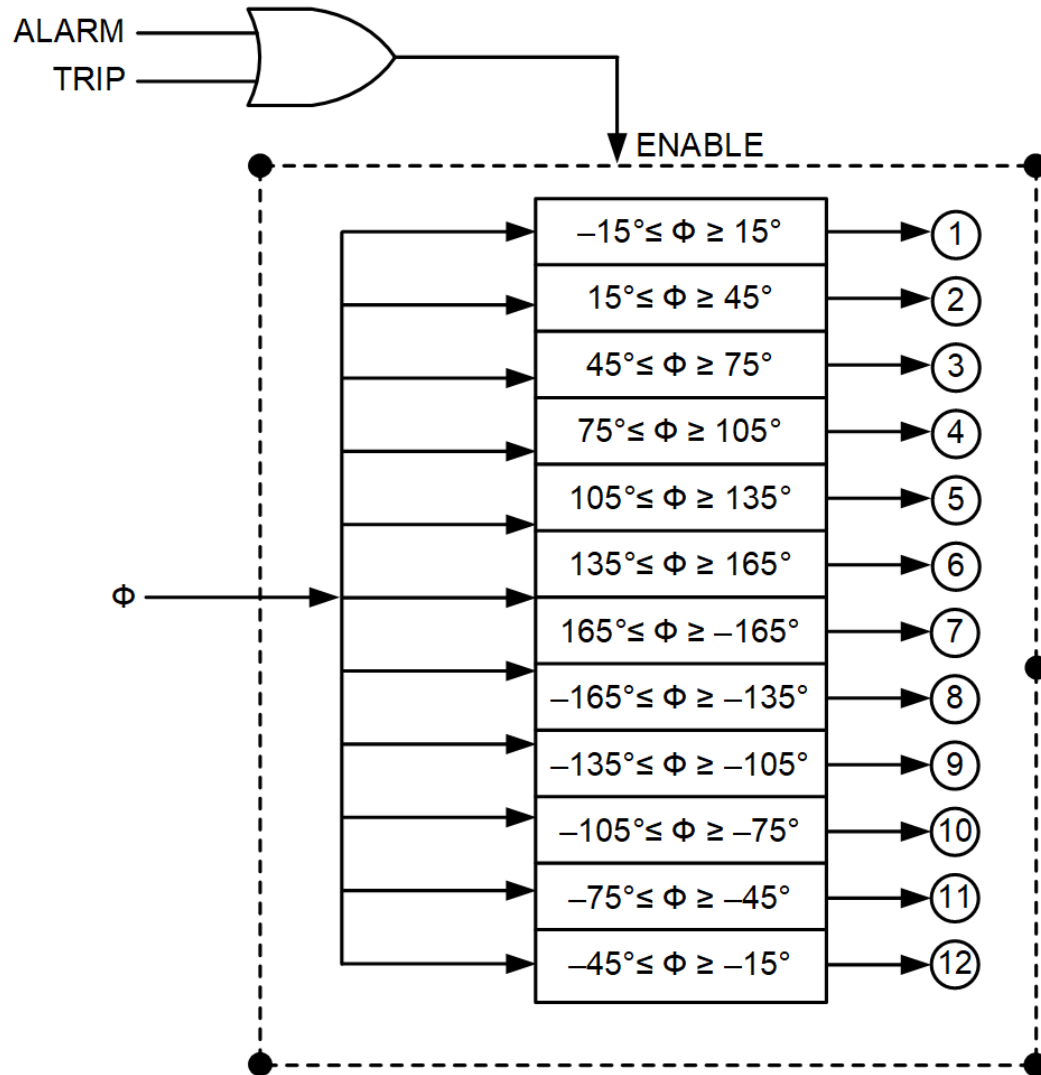 ALARM
TRIP
ENABLE
–15°≤ Φ ≥ 15°
1
15°≤ Φ ≥ 45°
2
45°≤ Φ ≥ 75°
3
75°≤ Φ ≥ 105°
4
105°≤ Φ ≥ 135°
5
135°≤ Φ ≥ 165°
6
Φ
165°≤ Φ ≥ –165°
7
–165°≤ Φ ≥ –135°
8
–135°≤ Φ ≥ –105°
9
–105°≤ Φ ≥ –75°
10
–75°≤ Φ ≥ –45°
11
–45°≤ Φ ≥ –15°
12